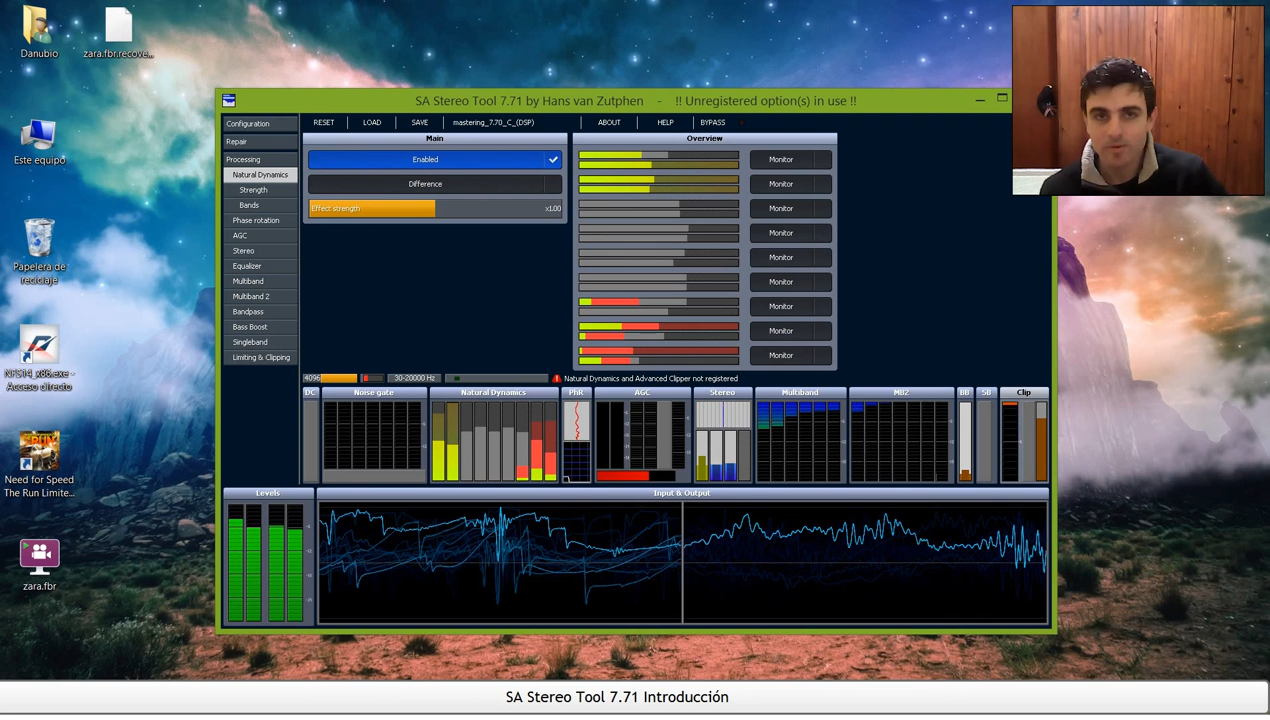 Danubio
zara.fbr.recove...
Este equipo
Papelera de
reciclaje
NFS14_x86.exe -
Acceso directo
Need for Speed
The Run Limite...
zara.fbr
SA Stereo Tool 7.71 by Hans van Zutphen - !! Unregistered option(s) in use !!
Configuration
Repair
Processing
Natural Dynamics
Strength
Bands
Phase rotation
AGC
Stereo
Equalizer
Multiband
Multiband 2
Bandpass
Bass Boost
Singleband
Limiting & Clipping
RESET LOAD SAVE mastering_7.70_C_(DSP) ABOUT HELP BYPASS
Main
Enabled
Difference
Effect strength x1.00
Overview
Monitor
Monitor
Monitor
Monitor
Monitor
Monitor
Monitor
Monitor
Monitor
4096 30-20000 Hz Natural Dynamics and Advanced Clipper not registered
DC Noise gate Natural Dynamics PhR AGC Stereo Multiband MB2 BB SB Clip
Levels Input & Output
SA Stereo Tool 7.71 Introducción